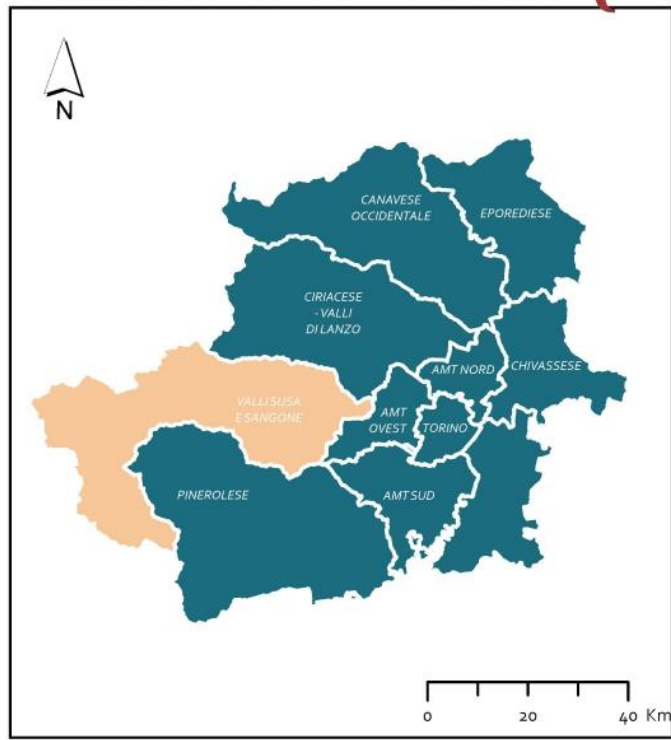 N
CANAVESE
OCCIDENTALE
EPOREDIESE
CIRIACESE
- VALLI
DI LANZO
AMT NORD
CHIVASSESE
VALLI SUSA
E SANGONE
AMT
OVEST
TORINO
PINEROLESE
AMT SUD
0 20 40 Km